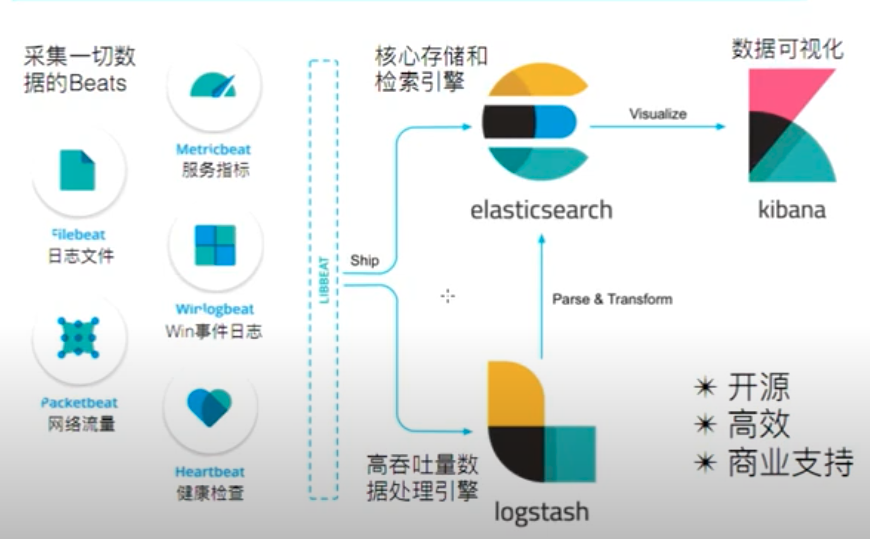 采集一切数
据的Beats
Metricbeat
服务指标
Filebeat
日志文件
Winlogbeat
Win事件日志
Packetbeat
网络流量
Heartbeat
健康检查
LIBBEAT
Ship
核心存储和
检索引擎
elasticsearch
Visualize
数据可视化
kibana
Parse & Transform
高吞吐量数
据处理引擎
logstash
✴ 开源
✴ 高效
✴ 商业支持